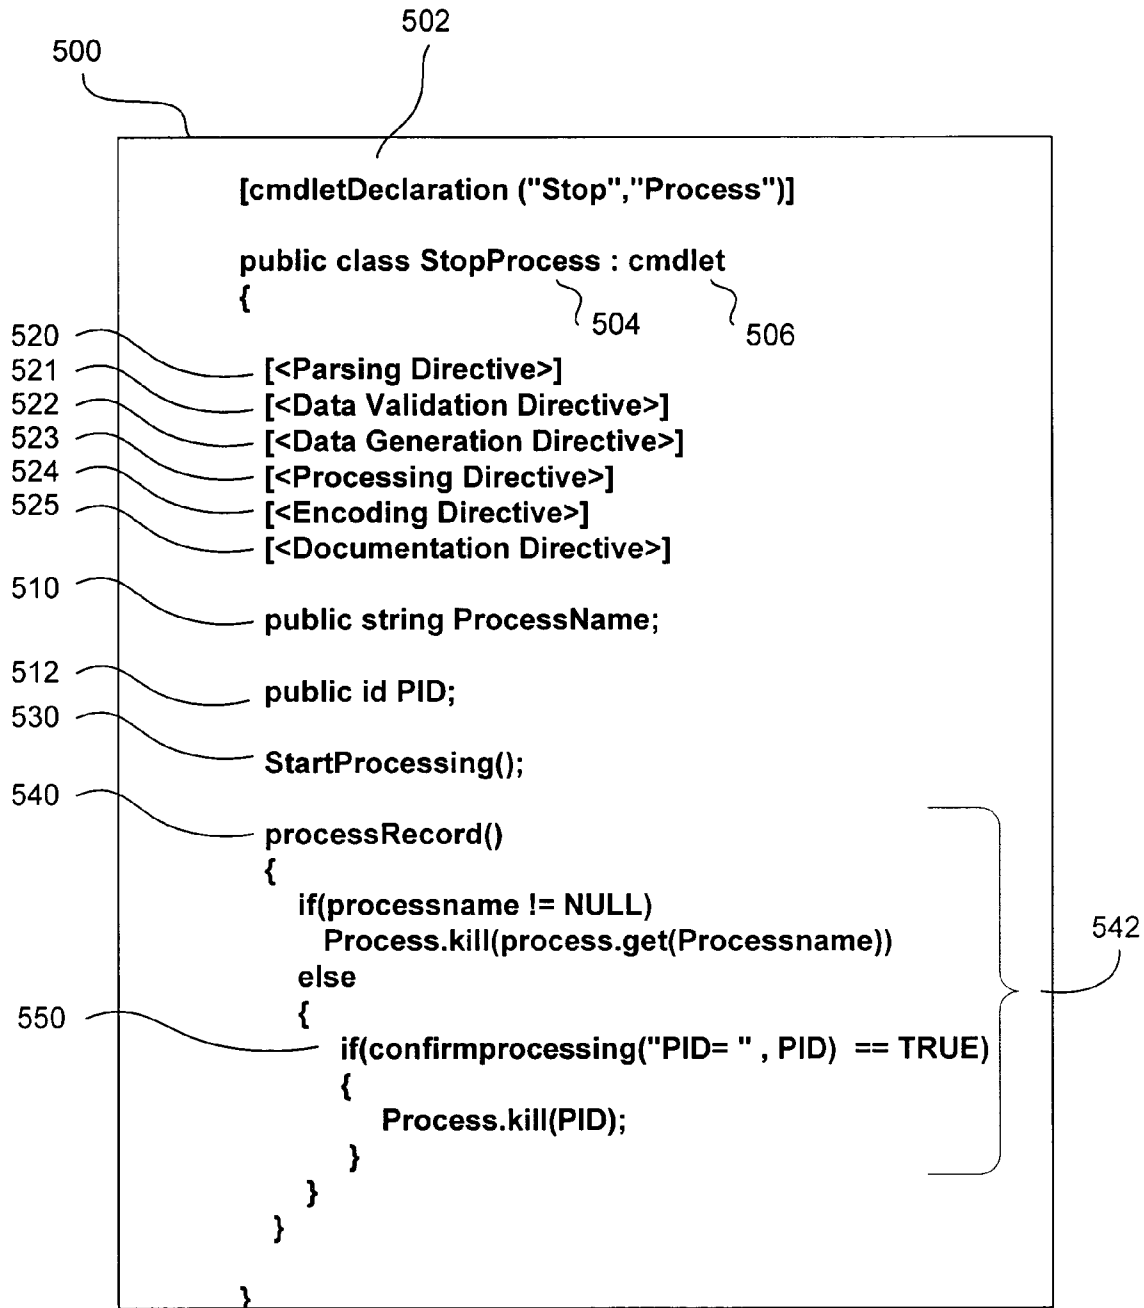 502
500
[cmdletDeclaration ("Stop","Process")]
public class StopProcess : cmdlet
{
504
506
520
[<Parsing Directive>]
521
[<Data Validation Directive>]
522
[<Data Generation Directive>]
523
[<Processing Directive>]
524
[<Encoding Directive>]
525
[<Documentation Directive>]
510
public string ProcessName;
512
public id PID;
530
StartProcessing();
540
processRecord()
{
if(processname != NULL)
Process.kill(process.get(Processname))
542
else
{
550
if(confirmprocessing("PID= " , PID) == TRUE)
{
Process.kill(PID);
}
}
}
}